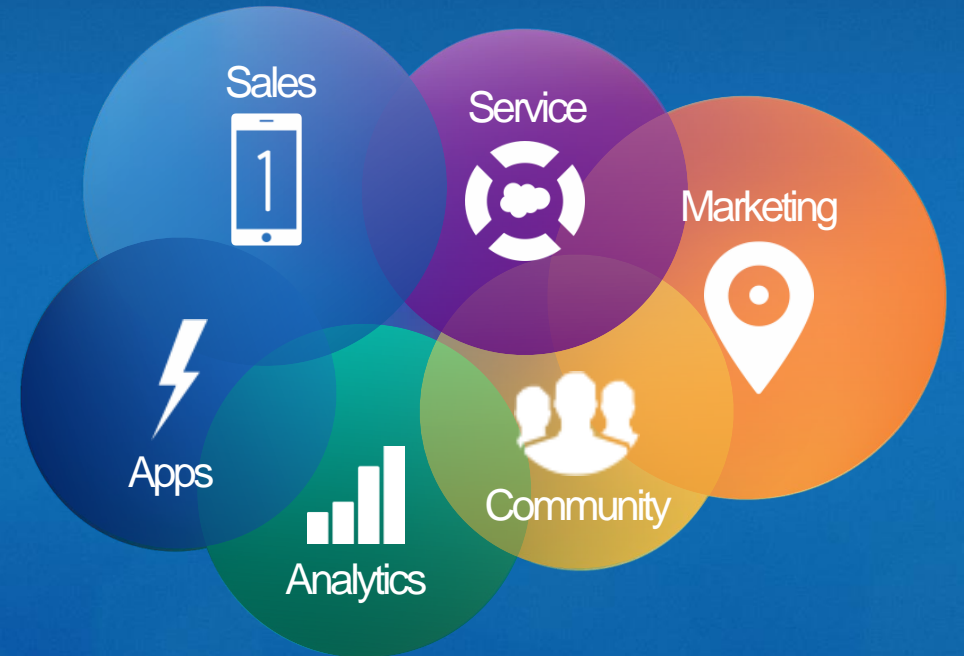 Sales
1
Service
Marketing
Apps
Community
Analytics